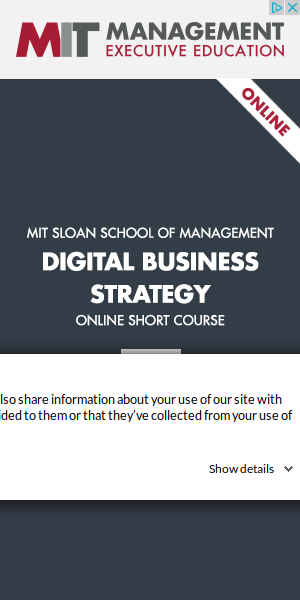 MIT MANAGEMENT
EXECUTIVE EDUCATION
ONLINE
MIT SLOAN SCHOOL OF MANAGEMENT
DIGITAL BUSINESS
STRATEGY
ONLINE SHORT COURSE
lso share information about your use of our site with
ided to them or that they've collected from your use of
Show details